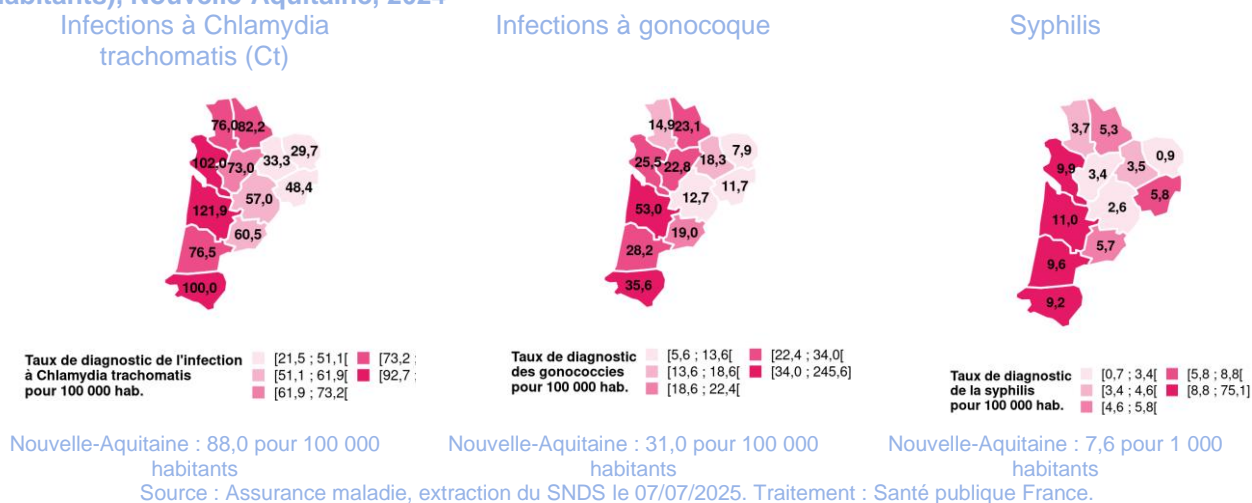 habitants), Nouvelle-Aquitaine, 2024
Infections à Chlamydia
trachomatis (Ct)
76,0
82,2
102,0
73,0
33,3
29,7
48,4
57,0
121,9
60,5
76,5
100,0
Taux de diagnostic de l'infection
à Chlamydia trachomatis
pour 100 000 hab.
[21,5 ; 51,1[
[51,1 ; 61,9[
[61,9 ; 73,2[
[73,2 ;
[92,7 ;
Nouvelle-Aquitaine : 88,0 pour 100 000
habitants
Infections à gonocoque
14,9
23,1
25,5
22,8
18,3
7,9
11,7
12,7
53,0
19,0
28,2
35,6
Taux de diagnostic
des gonococcies
pour 100 000 hab.
[5,6 ; 13,6[
[13,6 ; 18,6[
[18,6 ; 22,4[
[22,4 ; 34,0[
[34,0 ; 245,6]
Nouvelle-Aquitaine : 31,0 pour 100 000
habitants
Syphilis
3,7
5,3
9,9
3,4
3,5
0,9
5,8
2,6
11,0
5,7
9,6
9,2
Taux de diagnostic
de la syphilis
pour 100 000 hab.
[0,7 ; 3,4[
[3,4 ; 4,6[
[4,6 ; 5,8[
[5,8 ; 8,8[
[8,8 ; 75,1]
Nouvelle-Aquitaine : 7,6 pour 1 000
habitants
Source : Assurance maladie, extraction du SNDS le 07/07/2025. Traitement : Santé publique France.